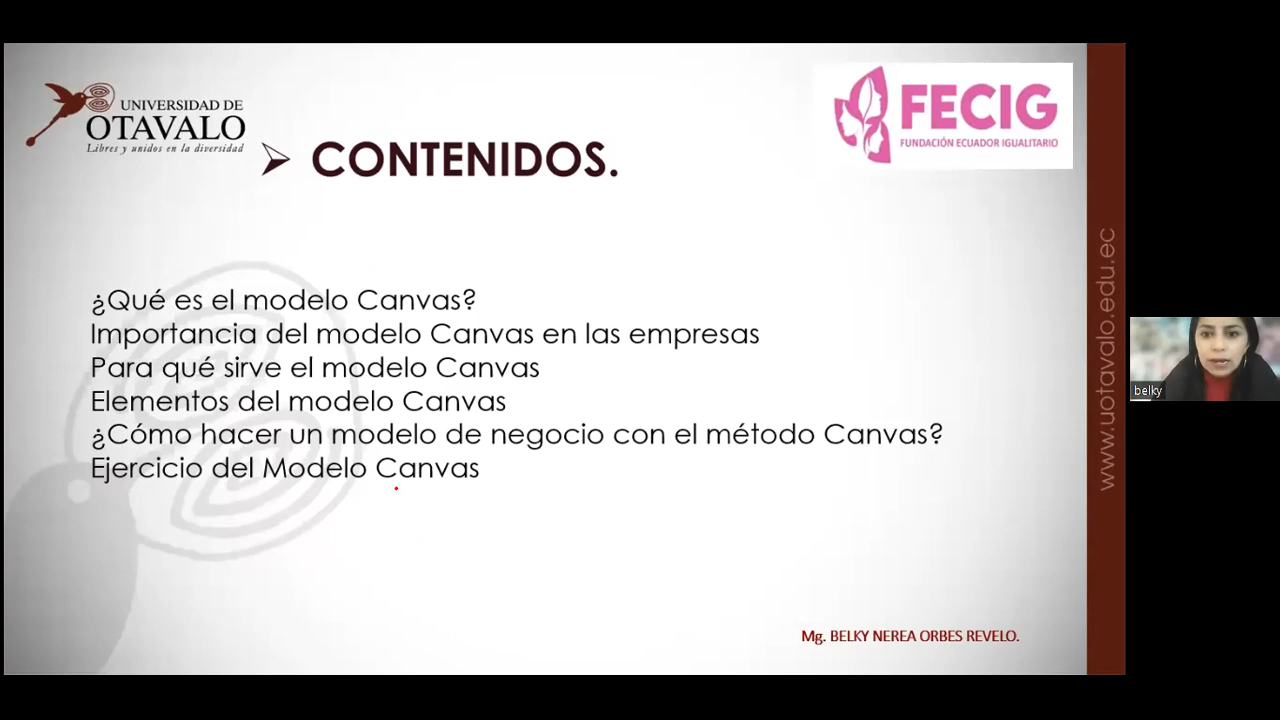 UNIVERSIDAD DE
OTAVALO
Libres y unidos en la diversidad
FECIG
FUNDACIÓN ECUADOR IGUALITARIO
➢ CONTENIDOS.
¿Qué es el modelo Canvas?
Importancia del modelo Canvas en las empresas
Para qué sirve el modelo Canvas
Elementos del modelo Canvas
¿Cómo hacer un modelo de negocio con el método Canvas?
Ejercicio del Modelo Canvas
Mg. BELKY NEREA ORBES REVELO.
www.uotavalo.edu.ec
belky